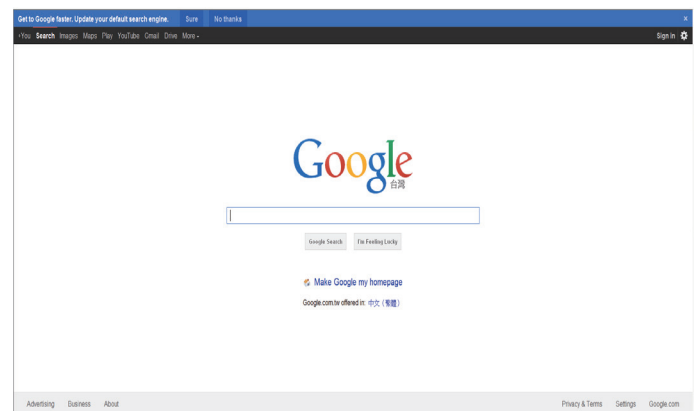 Get to Google faster. Update your default search engine. Sure No thanks ×
+You Search Images Maps Play YouTube Gmail Drive More Sign in
Google
台灣
Google Search I'm Feeling Lucky
Make Google my homepage
Google.com.tw offered in: 中文（繁體）
Advertising Business About Privacy & Terms Settings Google.com